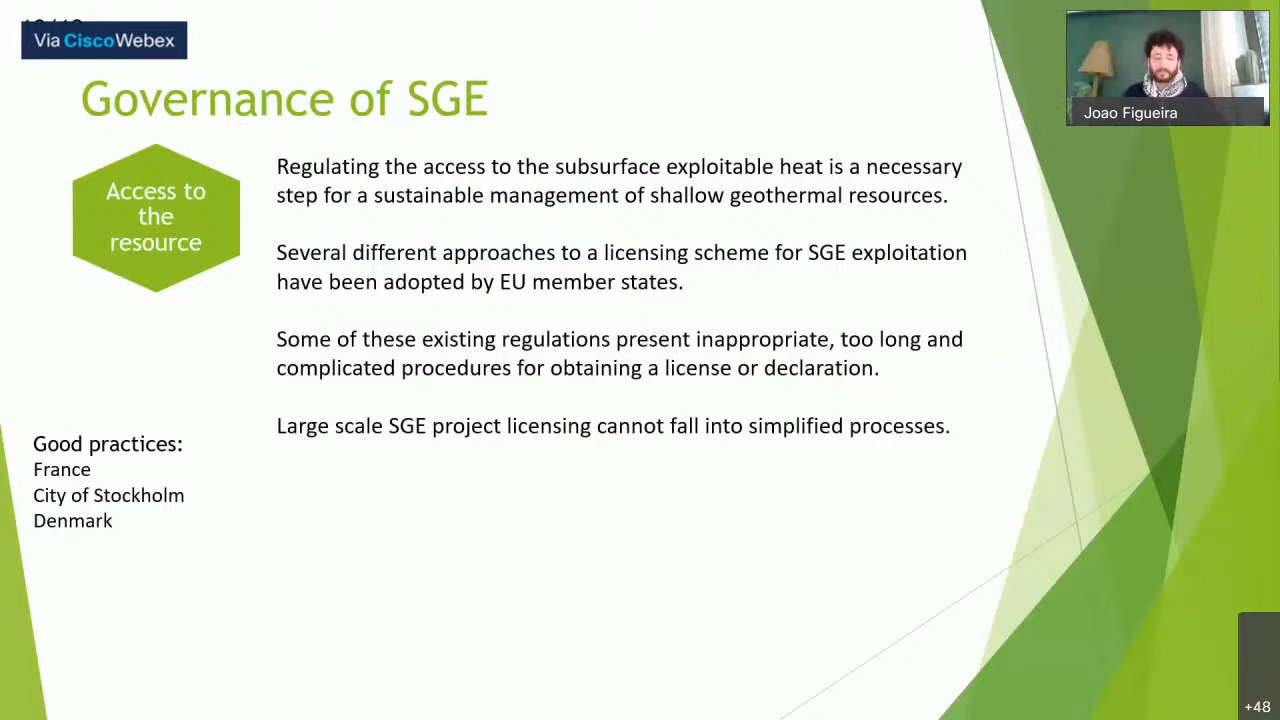 Via Cisco Webex
Governance of SGE
Access to
the
resource
Regulating the access to the subsurface exploitable heat is a necessary
step for a sustainable management of shallow geothermal resources.
Several different approaches to a licensing scheme for SGE exploitation
have been adopted by EU member states.
Some of these existing regulations present inappropriate, too long and
complicated procedures for obtaining a license or declaration.
Large scale SGE project licensing cannot fall into simplified processes.
Good practices:
France
City of Stockholm
Denmark
Joao Figueira
+48